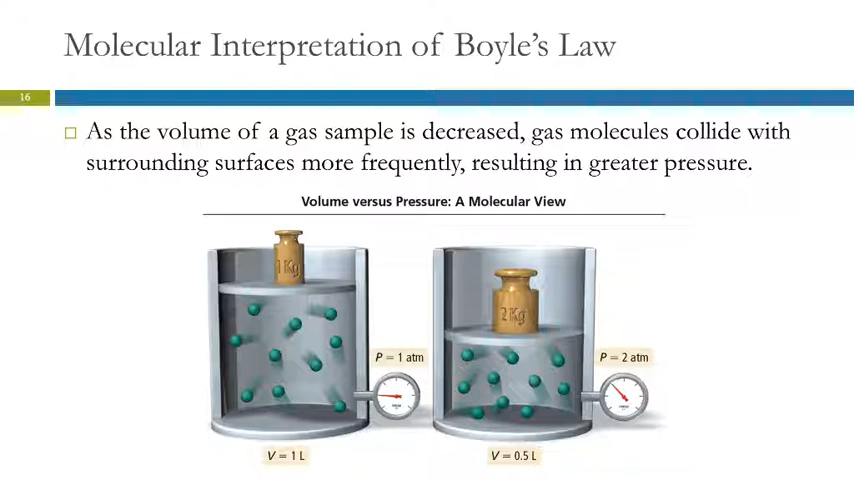 Molecular Interpretation of Boyle's Law
16
As the volume of a gas sample is decreased, gas molecules collide with
surrounding surfaces more frequently, resulting in greater pressure.
Volume versus Pressure: A Molecular View
1 Kg
2 Kg
P = 1 atm
P = 2 atm
V = 1 L
V = 0.5 L